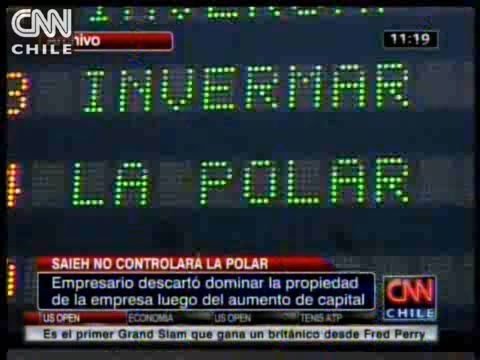 CNN
CHILE
11:19
INVERMAR
LA POLAR
SAIEH NO CONTROLARÁ LA POLAR
Empresario descartó dominar la propiedad
de la empresa luego del aumento de capital
CNN
CHILE
US OPEN ECONOMIA US OPEN TENIS ATP
Es el primer Grand Slam que gana un británico desde Fred Perry